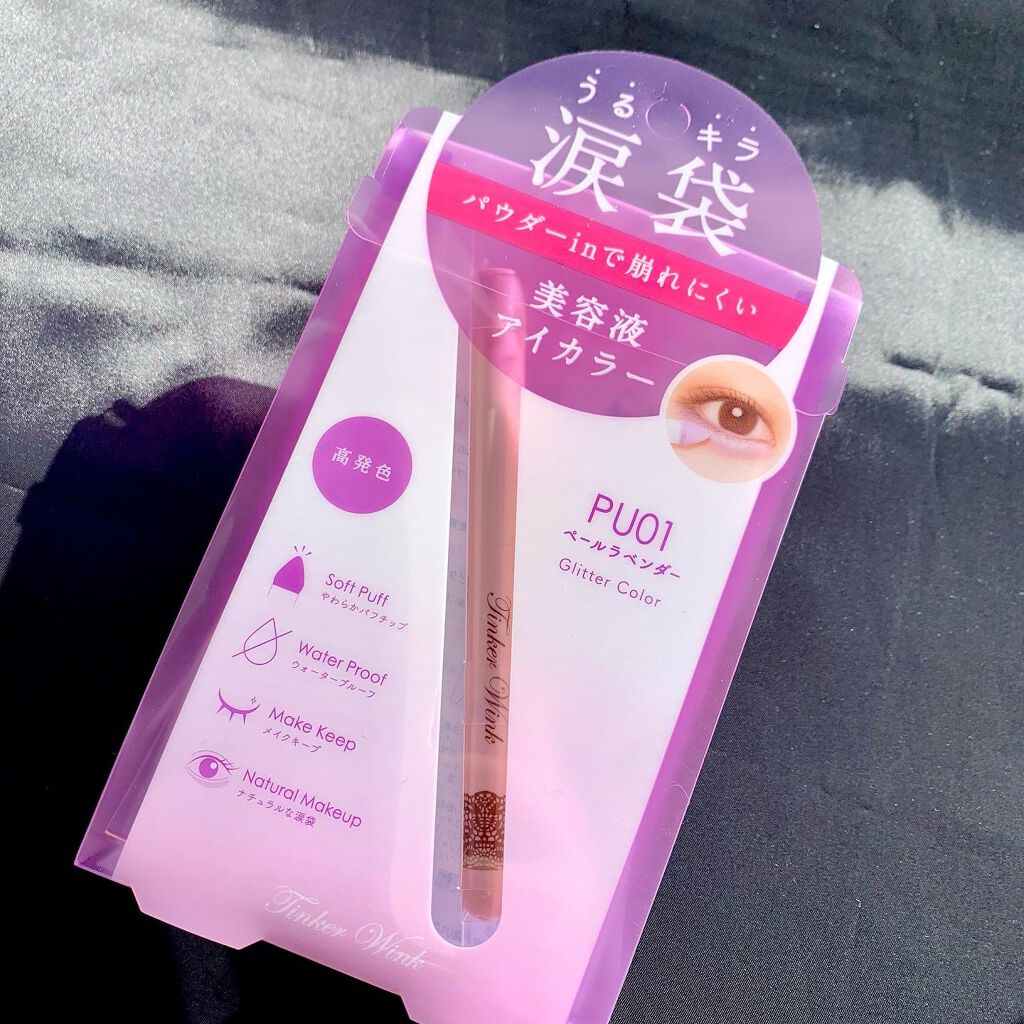 うるキラ
涙袋
パウダーinで崩れにくい
美容液
アイカラー
高発色
PU01
ペールラベンダー
Glitter Color
Soft Puff
やわらかパフチップ
Water Proof
ウォータープルーフ
Make Keep
メイクキープ
Natural Makeup
ナチュラルな涙袋
Tinker Wink
Tinker Wink